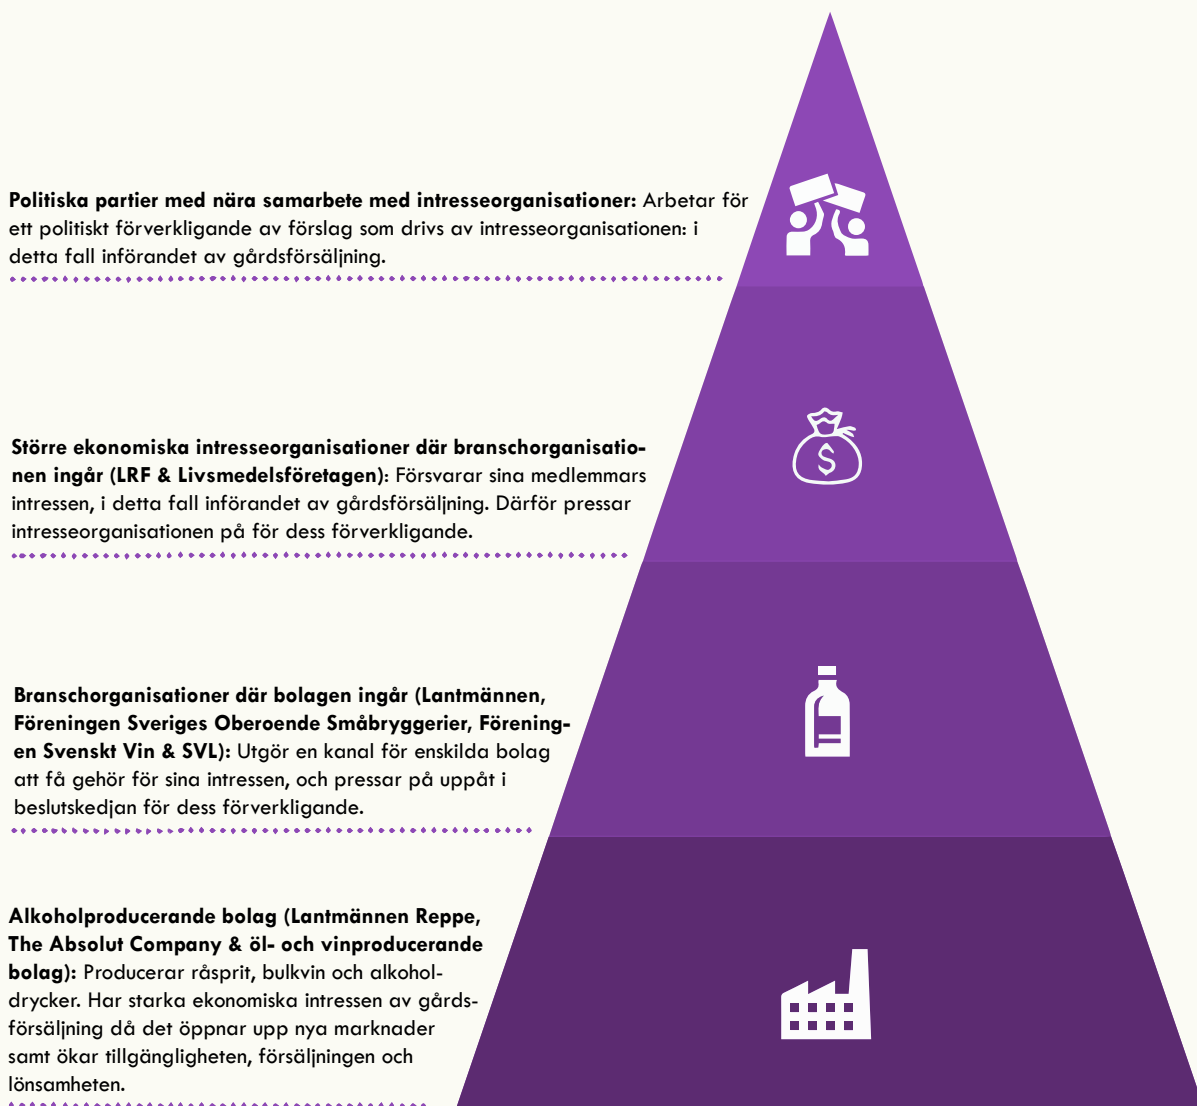 Politiska partier med nära samarbete med intresseorganisationer: Arbetar för
ett politiskt förverkligande av förslag som drivs av intresseorganisationen: i
detta fall införandet av gårdsförsäljning.
Större ekonomiska intresseorganisationer där branschorganisatio-
nen ingår (LRF & Livsmedelsföretagen): Försvarar sina medlemmars
intressen, i detta fall införandet av gårdsförsäljning. Därför pressar
intresseorganisationen på för dess förverkligande.
$
Branschorganisationer där bolagen ingår (Lantmännen,
Föreningen Sveriges Oberoende Småbryggerier, Förening-
en Svenskt Vin & SVL): Utgör en kanal för enskilda bolag
att få gehör för sina intressen, och pressar på uppåt i
beslutskedjan för dess förverkligande.
Alkoholproducerande bolag (Lantmännen Reppe,
The Absolut Company & öl- och vinproducerande
bolag): Producerar råsprit, bulkvin och alkohol-
drycker. Har starka ekonomiska intressen av gårds-
försäljning då det öppnar upp nya marknader
samt ökar tillgängligheten, försäljningen och
lönsamheten.